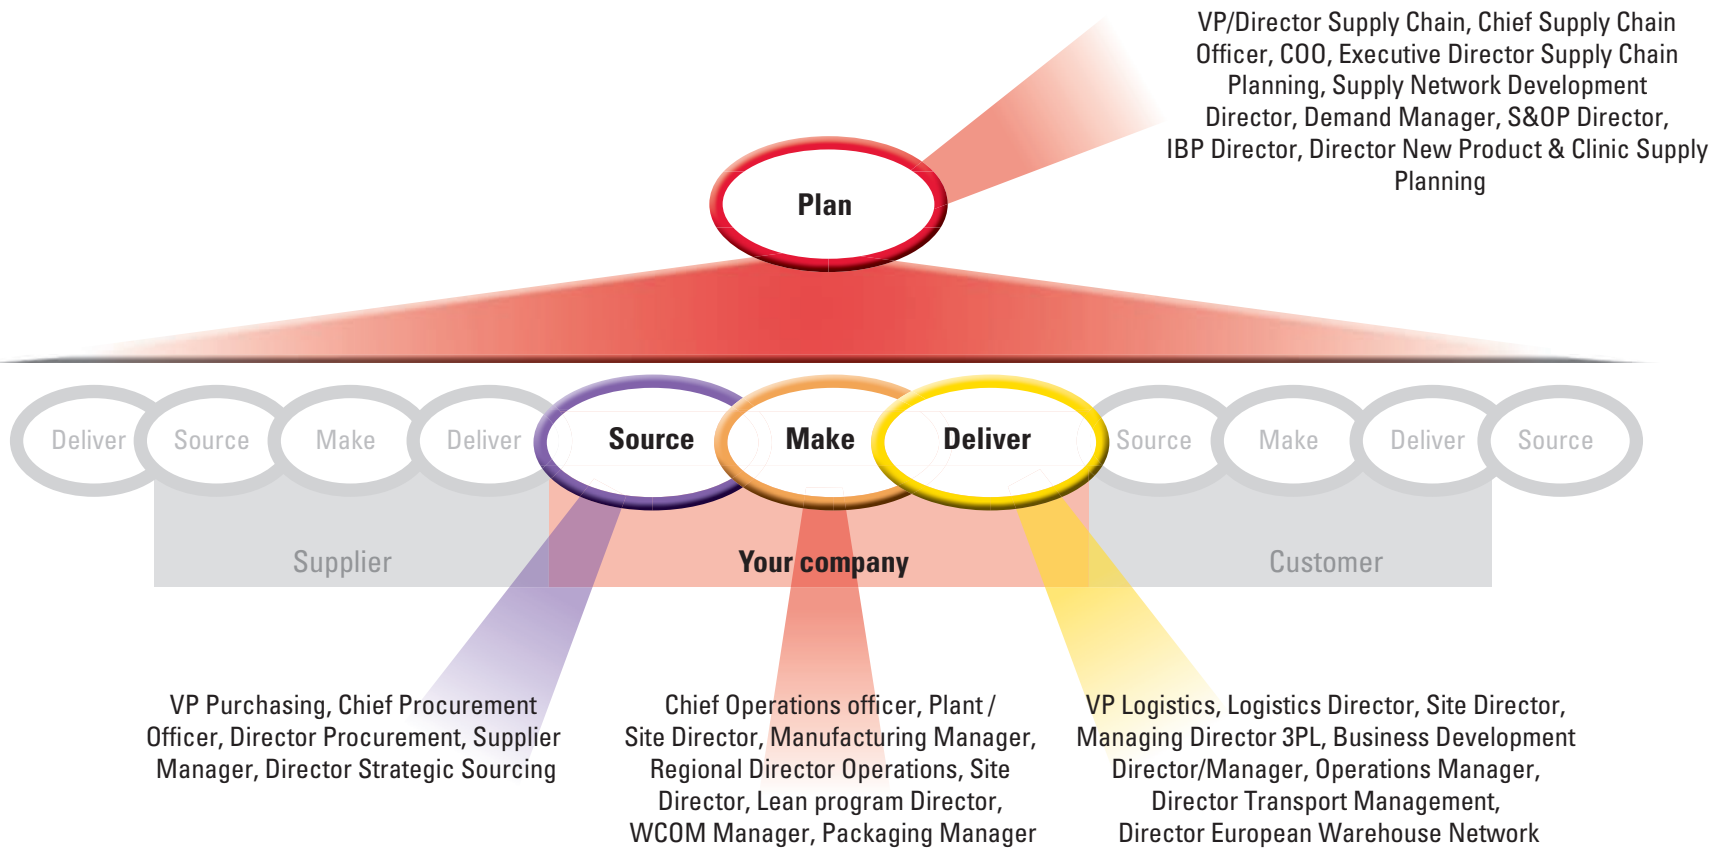 VP/Director Supply Chain, Chief Supply Chain
Officer, COO, Executive Director Supply Chain
Planning, Supply Network Development
Director, Demand Manager, S&OP Director,
IBP Director, Director New Product & Clinic Supply
Planning
Plan
Deliver Source Make Deliver Source Make Deliver Source Make Deliver Source
Supplier Your company Customer
VP Purchasing, Chief Procurement
Officer, Director Procurement, Supplier
Manager, Director Strategic Sourcing
Chief Operations officer, Plant /
Site Director, Manufacturing Manager,
Regional Director Operations, Site
Director, Lean program Director,
WCOM Manager, Packaging Manager
VP Logistics, Logistics Director, Site Director,
Managing Director 3PL, Business Development
Director/Manager, Operations Manager,
Director Transport Management,
Director European Warehouse Network